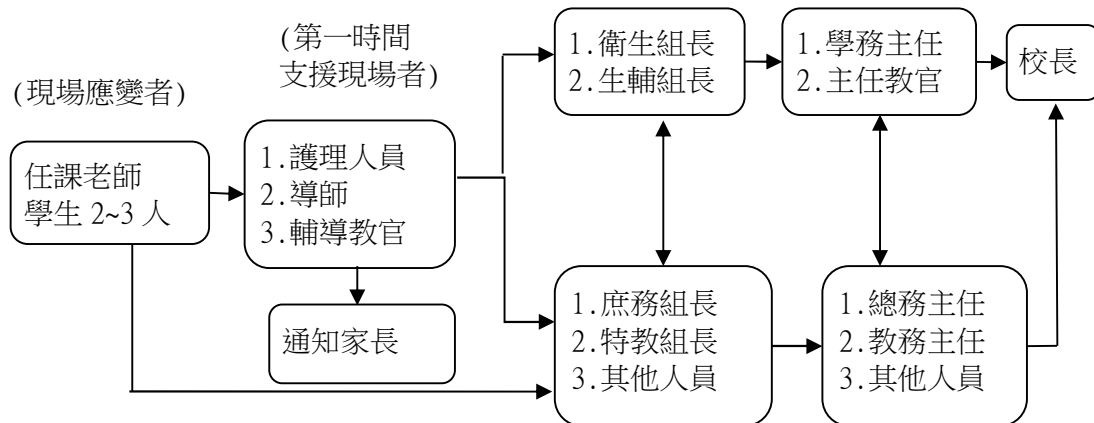 (現場應變者)
任課老師
學生 2~3 人
(第一時間
支援現場者)
1.護理人員
2.導師
3.輔導教官
通知家長
1.衛生組長
2.生輔組長
1.學務主任
2.主任教官
校長
1.庶務組長
2.特教組長
3.其他人員
1.總務主任
2.教務主任
3.其他人員